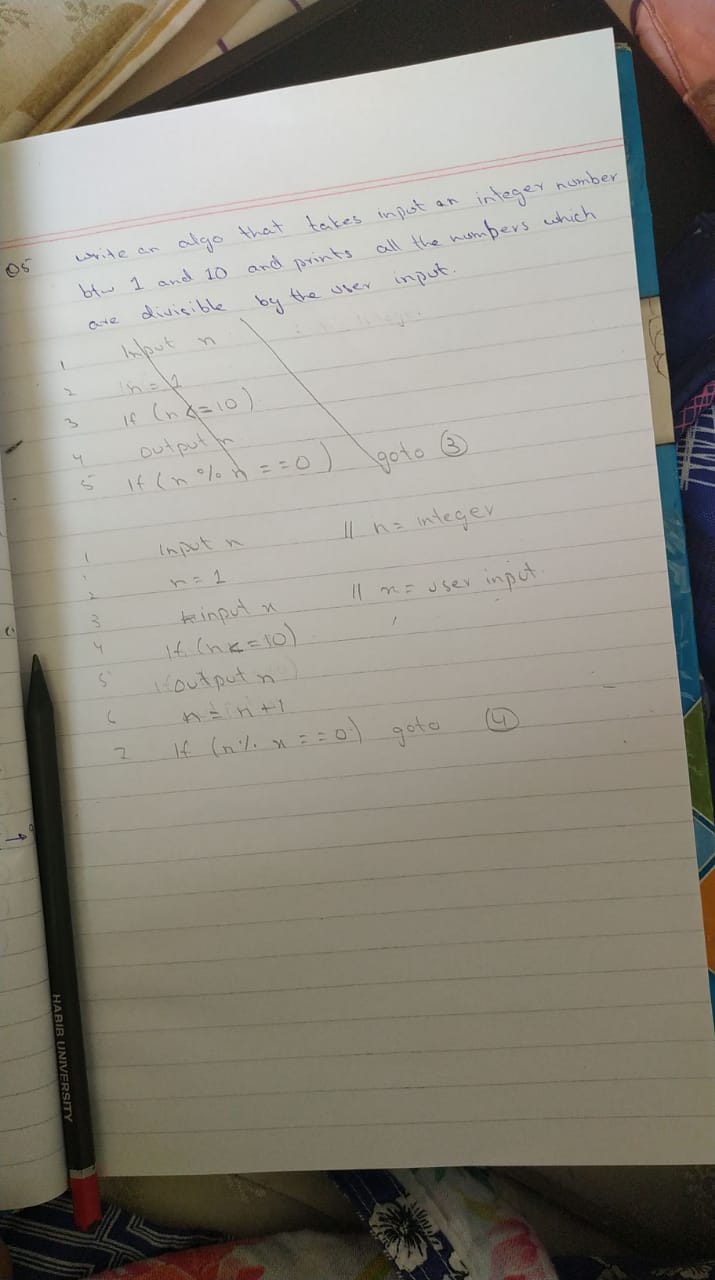 Q5 write an algo that takes input an integer number
btw 1 and 10 and prints all the numbers which
are divisible by the user input.
1 Input n
2 n = 1
3 If (n <= 10)
4 output n
5 If (n % n == 0) goto 3
1 Input n // n = integer
2 n = 1
3 input x // x = user input
4 If (n <= 10)
5 output n
6 n = n + 1
7 If (n % x == 0) goto 4
HABIB UNIVERSITY